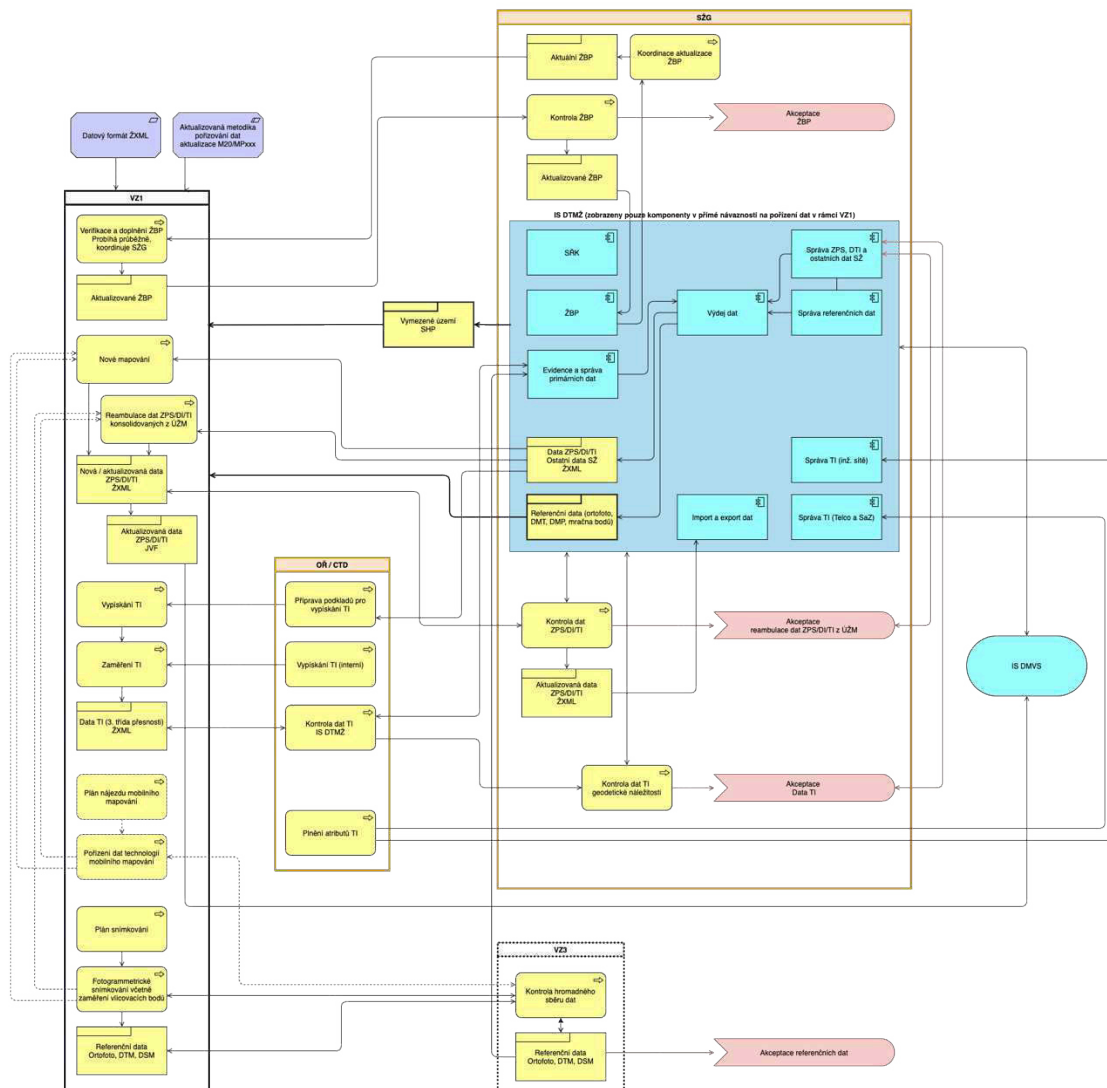 SŽG
Aktuální ŽBP
Koordinace aktualizace
ŽBP
Kontrola ŽBP
Akceptace
ŽBP
Aktualizované ŽBP
Datový formát ŽXML
Aktualizovaná metodika
pořizování dat
aktualizace M20/MPxxx
VZ1
Verifikace a doplnění ŽBP
Probíhá průběžně,
koordinuje SŽG
Aktualizované ŽBP
IS DTMŽ (zobrazeny pouze komponenty v přímé návaznosti na pořízení dat v rámci VZ1)
SŘK
Správa ZPS, DTI a
ostatních dat SŽ
ŽBP
Výdej dat
Správa referenčních dat
Vymezené území
SHP
Evidence a správa
primárních dat
Nové mapování
Reambulace dat ZPS/DI/TI
konsolidovaných z ÚŽM
Nová / aktualizovaná data
ZPS/DI/TI
ŽXML
Aktualizovaná data
ZPS/DI/TI
JVF
Data ZPS/DI/TI
Ostatní data SŽ
ŽXML
Správa TI (inž. sítě)
Referenční data (ortofoto,
DMT, DMP, mračna bodů)
Import a export dat
Správa TI (Telco a SaZ)
OŘ / CTD
Vypískání TI
Příprava podkladů pro
vypískání TI
Kontrola dat
ZPS/DI/TI
Akceptace
reambulace dat ZPS/DI/TI z ÚŽM
Zaměření TI
Vypískání TI (interní)
Aktualizovaná data
ZPS/DI/TI
ŽXML
IS DMVS
Data TI (3. třída přesnosti)
ŽXML
Kontrola dat TI
IS DTMŽ
Kontrola dat TI
geodetické náležitosti
Akceptace
Data TI
Plán nájezdu mobilního
mapování
Plnění atributů TI
Pořízení dat technologií
mobilního mapování
Plán snímkování
VZ3
Fotogrammetrické
snímkování včetně
zaměření vlícovacích bodů
Kontrola hromadného
sběru dat
Referenční data
Ortofoto, DTM, DSM
Referenční data
Ortofoto, DTM, DSM
Akceptace referenčních dat